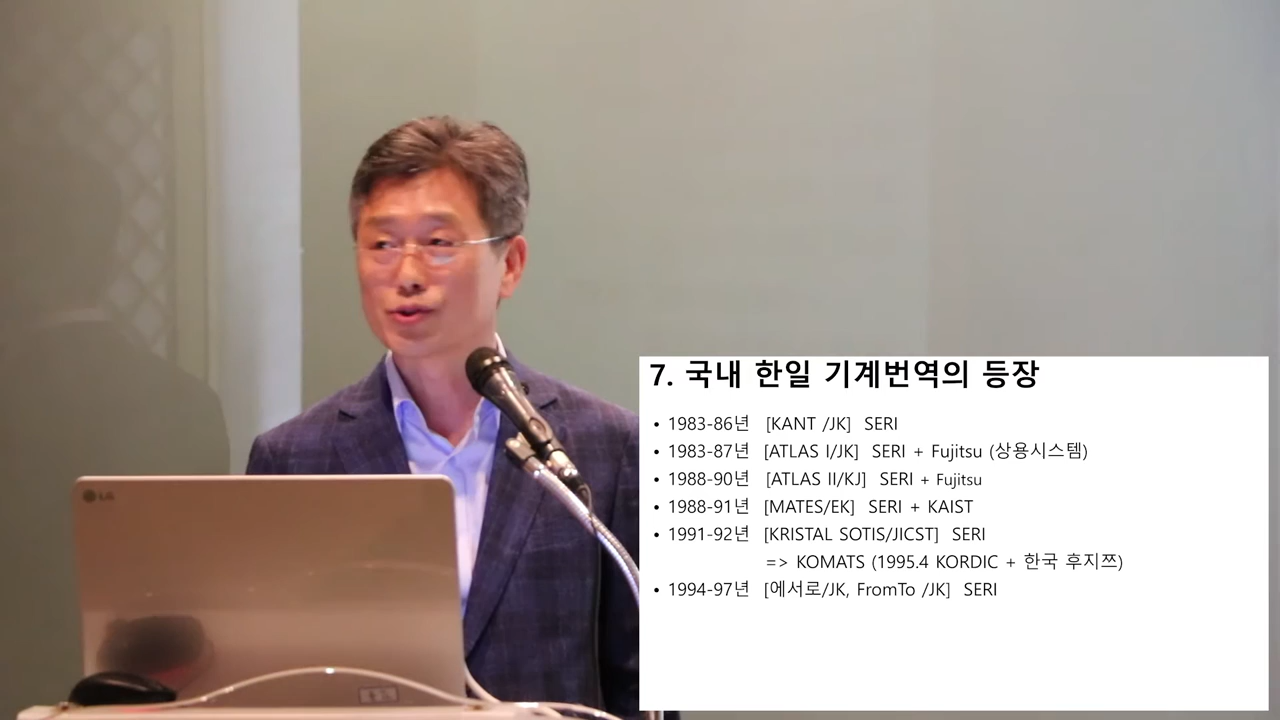 7. 국내 한일 기계번역의 등장
• 1983-86년 [KANT /JK] SERI
• 1983-87년 [ATLAS I/JK] SERI + Fujitsu (상용시스템)
• 1988-90년 [ATLAS II/KJ] SERI + Fujitsu
• 1988-91년 [MATES/EK] SERI + KAIST
• 1991-92년 [KRISTAL SOTIS/JICST] SERI
=> KOMATS (1995.4 KORDIC + 한국 후지쯔)
• 1994-97년 [에서로/JK, FromTo /JK] SERI
LG